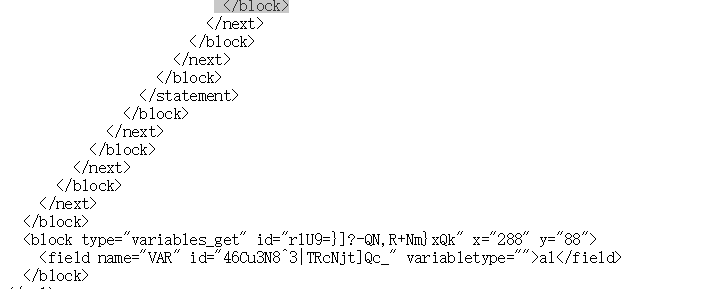 </block>
</next>
</block>
</next>
</block>
</statement>
</block>
</next>
</block>
</next>
</block>
</next>
</block>
<block type="variables_get" id="r1U9=}]?-QN,R+Nm}xQk" x="288" y="88">
<field name="VAR" id="46Cu3N8^3|TRcNjt]Qc_" variabletype="">a1</field>
</block>